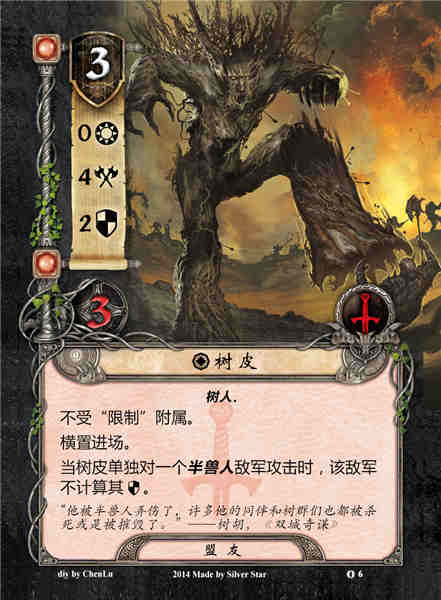 3
0
4
2
3
树皮
树人.
不受“限制”附属。
横置进场。
当树皮单独对一个半兽人敌军攻击时，该敌军
不计算其。
“他被半兽人弄伤了，许多他的同伴和树群们也都被杀
死或是被摧毁了。”——树胡，《双城奇谋》
盟友
diy by ChenLu
2014 Made by Silver Star
6